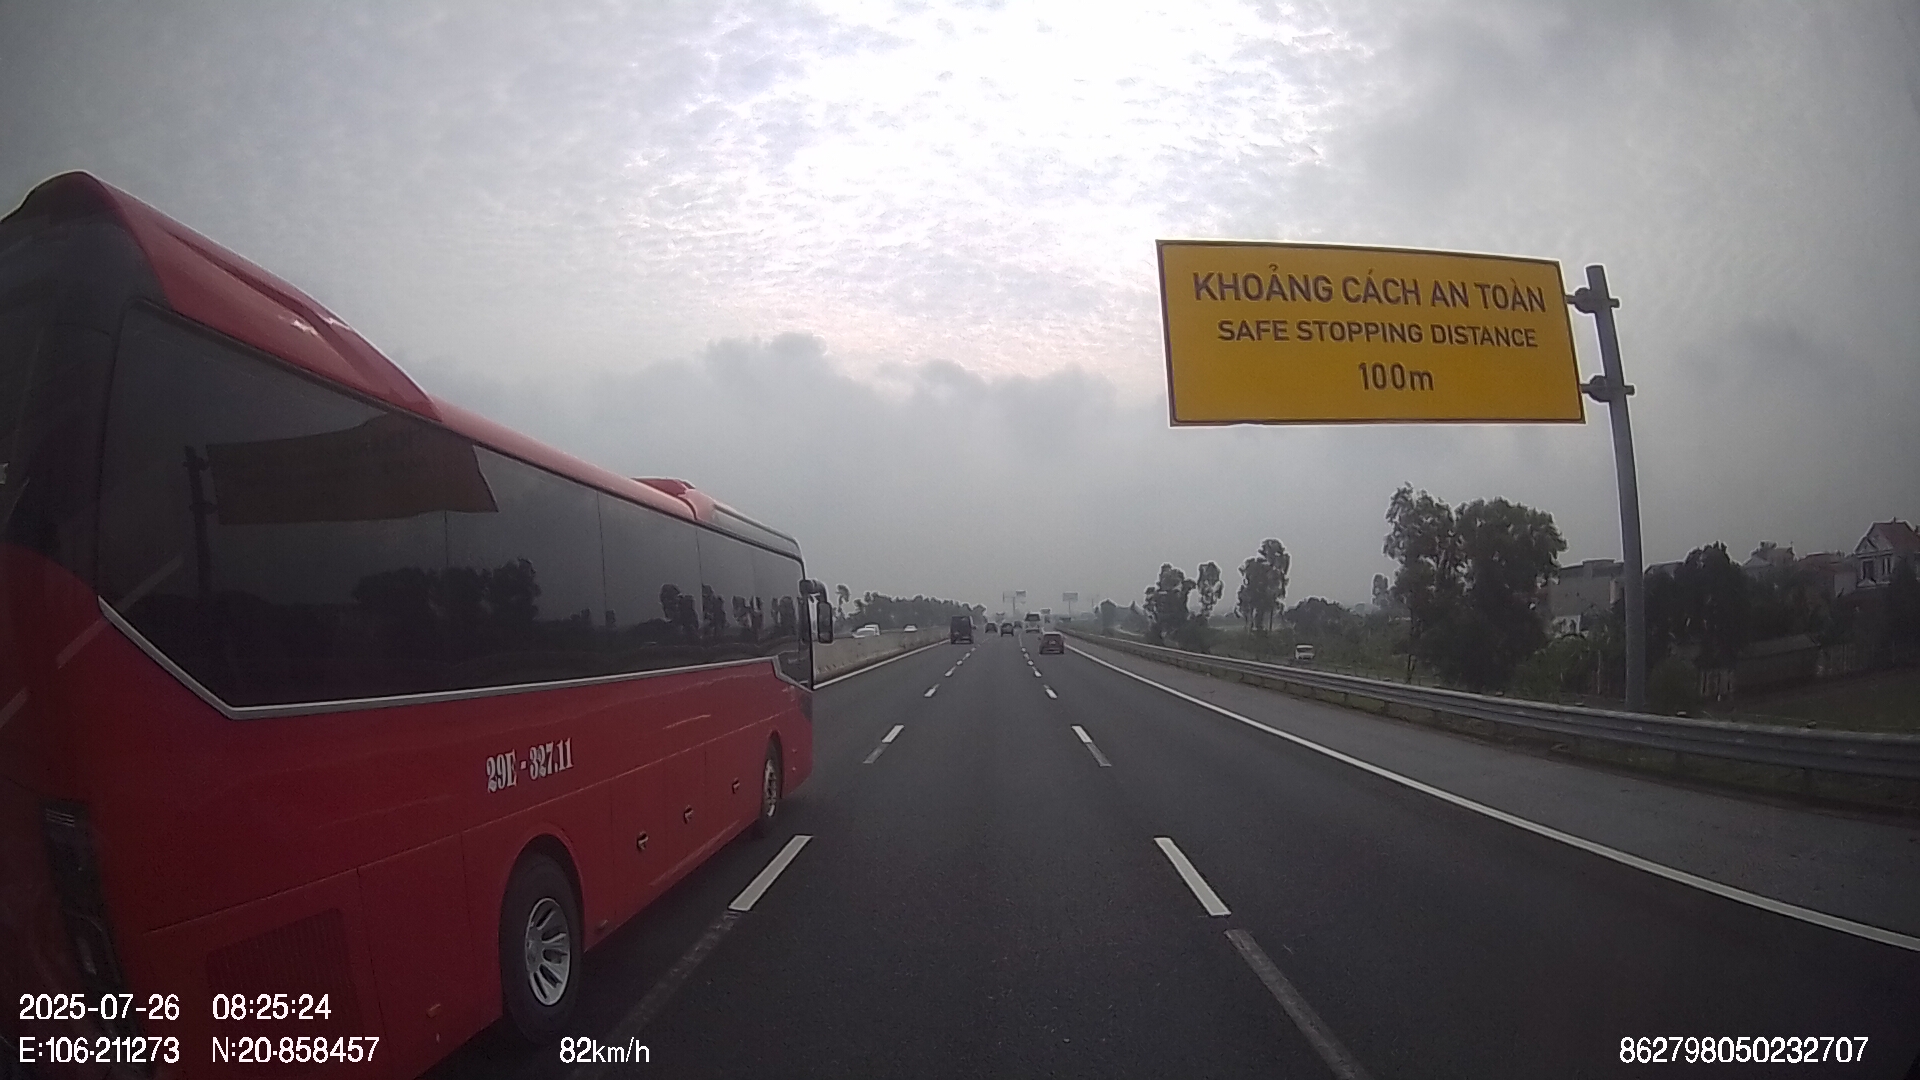 KHOẢNG CÁCH AN TOÀN
SAFE STOPPING DISTANCE
100m
29E - 327.11
2025-07-26 08:25:24
E:106.211273 N:20.858457 82km/h 862798050232707